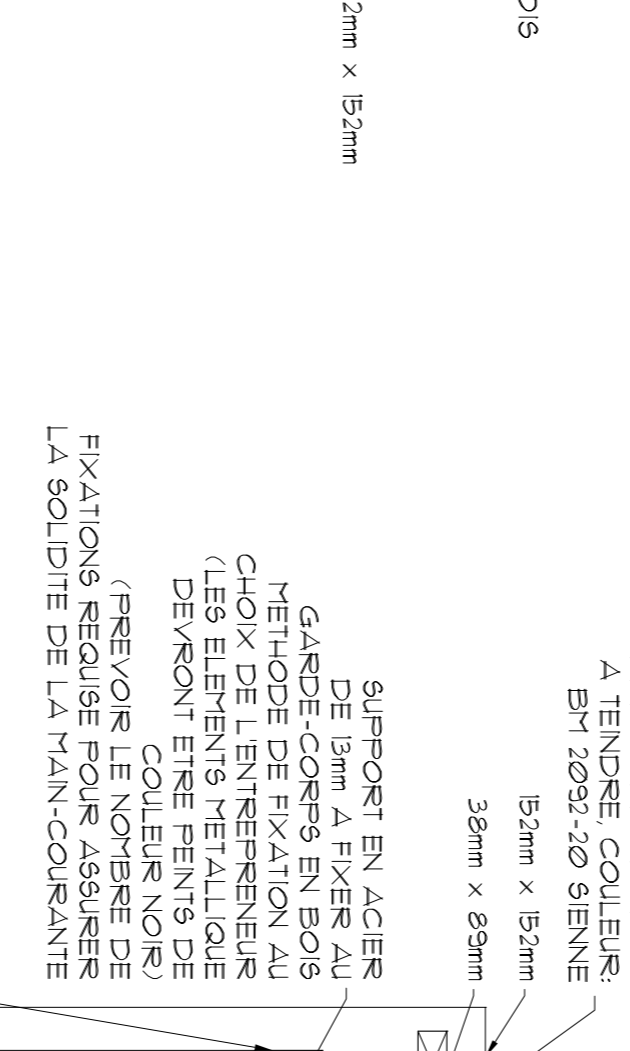 DIS
2mm x 152mm
A TEINDRE, COULEUR:
BM 2092-20 SIENNE
152mm x 152mm
38mm x 89mm
SUPPORT EN ACIER
DE 13mm A FIXER AU
GARDE-CORPS EN BOIS
METHODE DE FIXATION AU
CHOIX DE L'ENTREPRENEUR
(LES ELEMENTS METALLIQUE
DEVRONT ETRE PEINTS DE
COULEUR NOIR)
(PREVOIR LE NOMBRE DE
FIXATIONS REQUISE POUR ASSURER
LA SOLIDITE DE LA MAIN-COURANTE